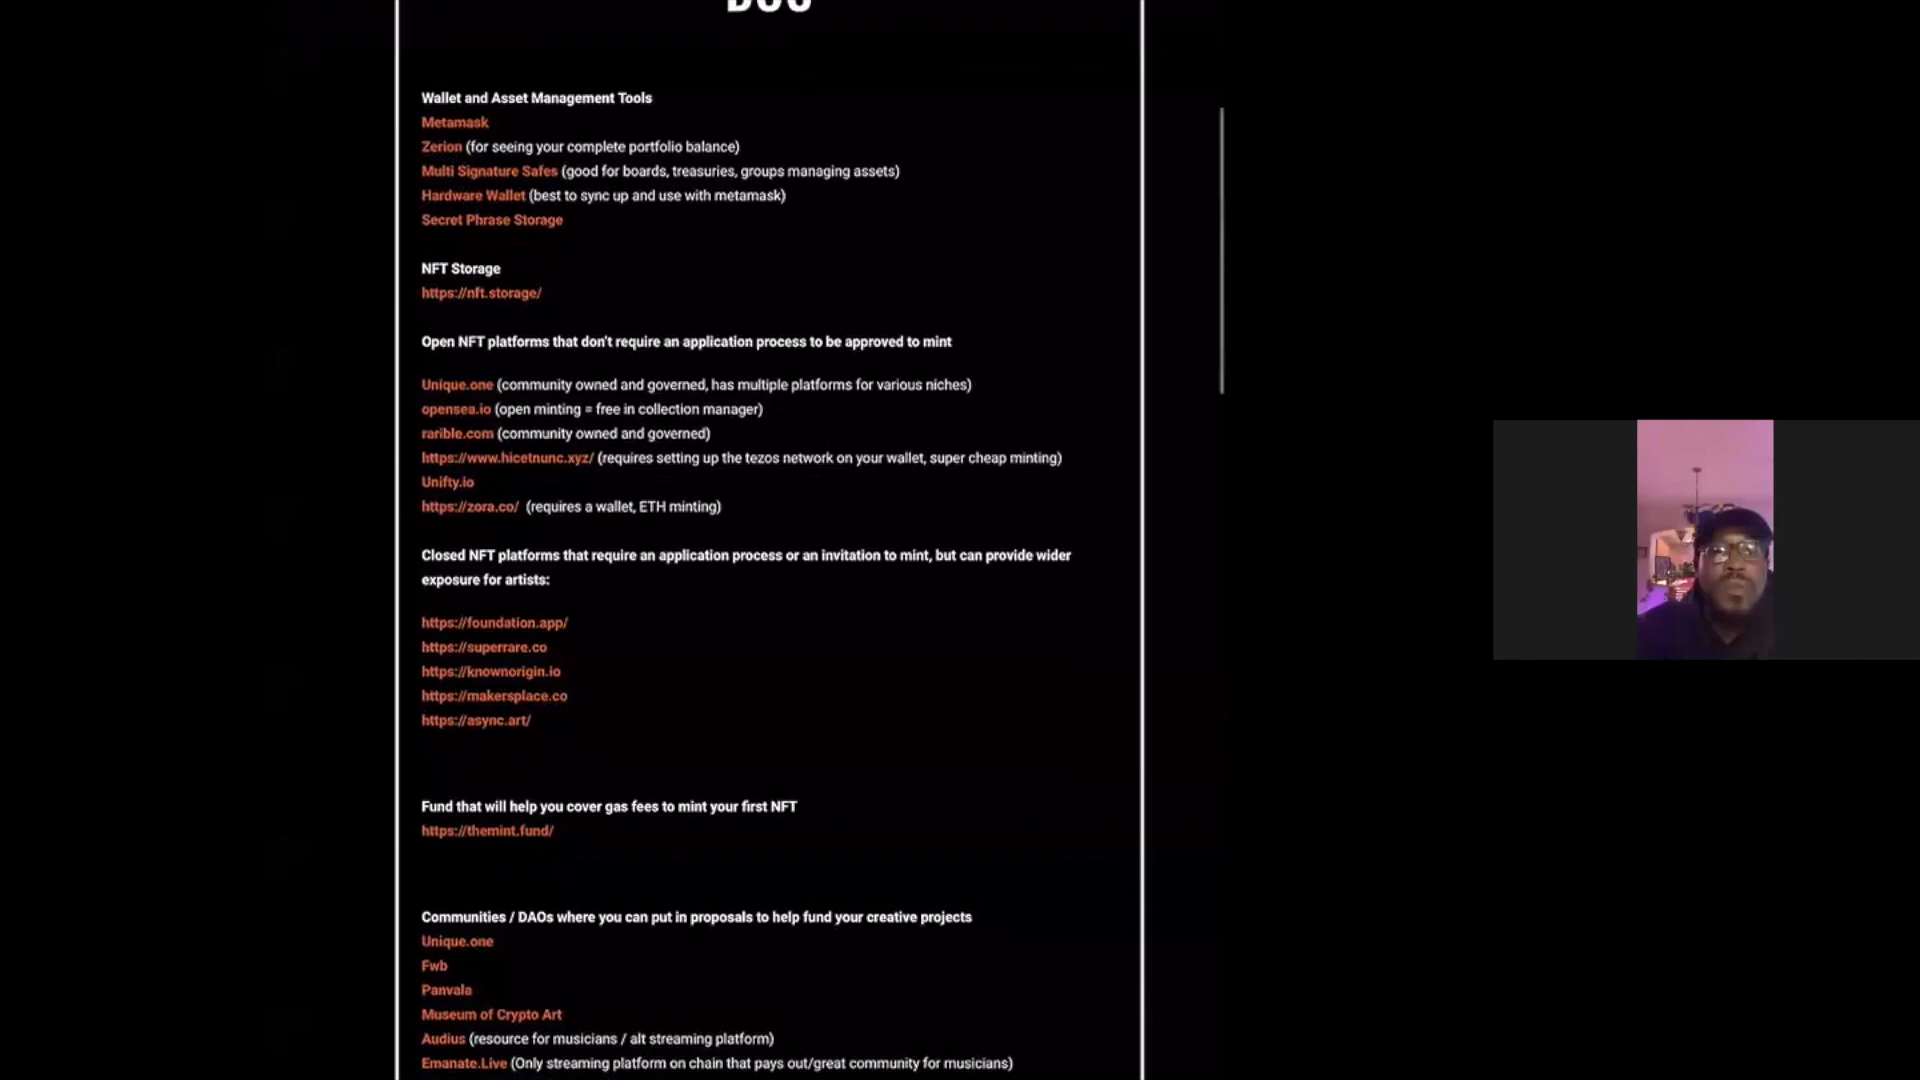 Wallet and Asset Management Tools
Metamask
Zerion (for seeing your complete portfolio balance)
Multi Signature Safes (good for boards, treasuries, groups managing assets)
Hardware Wallet (best to sync up and use with metamask)
Secret Phrase Storage
NFT Storage
https://nft.storage/
Open NFT platforms that don't require an application process to be approved to mint
Unique.one (community owned and governed, has multiple platforms for various niches)
opensea.io (open minting = free in collection manager)
rarible.com (community owned and governed)
https://www.hicetnunc.xyz/ (requires setting up the tezos network on your wallet, super cheap minting)
Unifty.io
https://zora.co/ (requires a wallet, ETH minting)
Closed NFT platforms that require an application process or an invitation to mint, but can provide wider
exposure for artists:
https://foundation.app/
https://superrare.co
https://knownorigin.io
https://makersplace.co
https://async.art/
Fund that will help you cover gas fees to mint your first NFT
https://themint.fund/
Communities / DAOs where you can put in proposals to help fund your creative projects
Unique.one
Fwb
Panvala
Museum of Crypto Art
Audius (resource for musicians / alt streaming platform)
Emanate.Live (Only streaming platform on chain that pays out/great community for musicians)